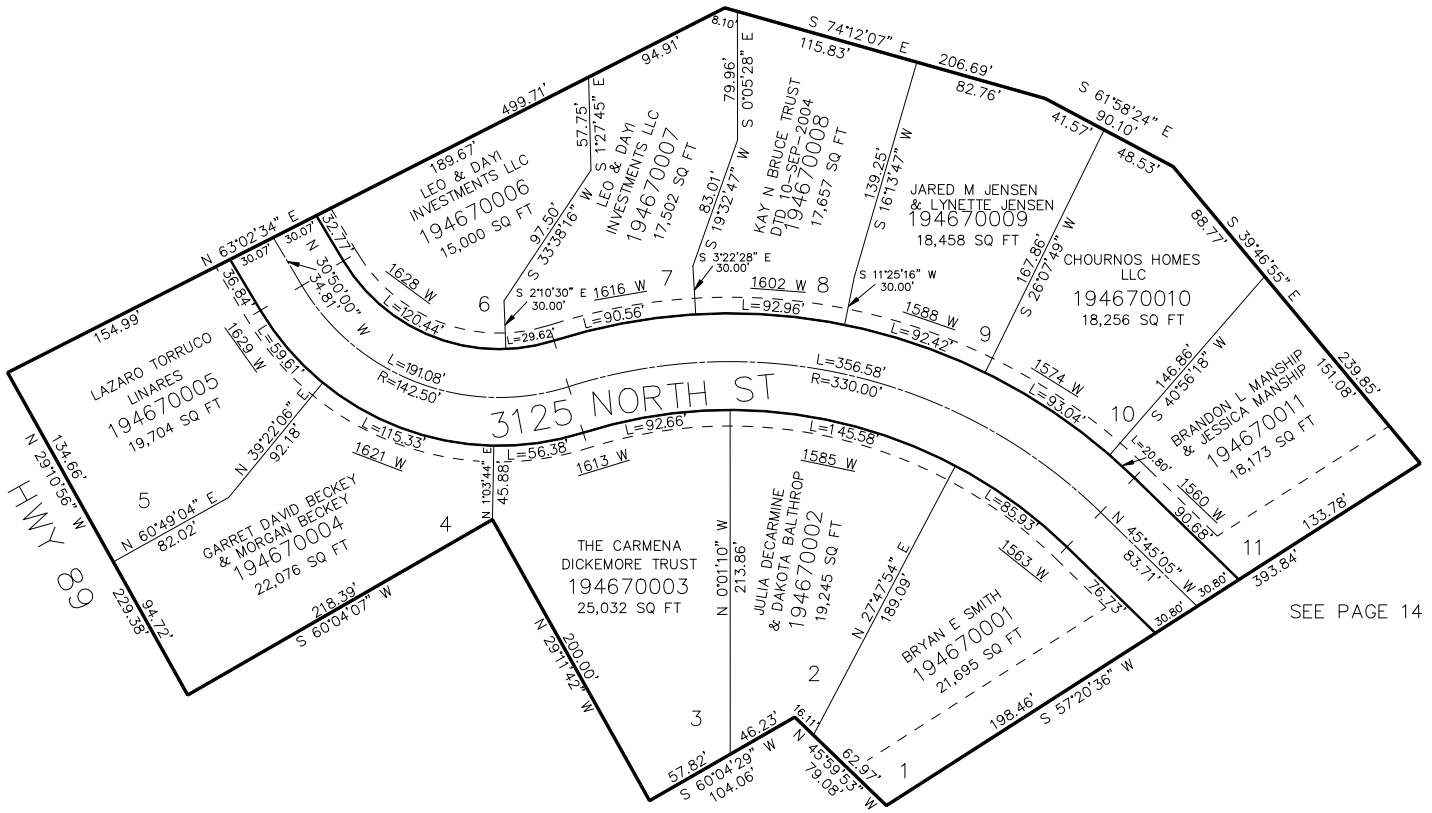 S 74°12'07" E
206.69'
115.83'
82.76'
S 61°58'24" E
90.10'
41.57'
48.53'
S 39°46'55" E
239.85'
88.77'
151.08'
N 63°02'34" E
499.71'
154.99'
30.07'
30.07'
189.67'
94.91'
8.10'
HWY 89
N 29°10'56" W
229.38'
134.66'
94.72'
LAZARO TORRUCO
LINARES
194670005
19,704 SQ FT
5
1629 W
36.84'
L=59.61'
N 39°22'06" E
92.18'
N 60°49'04" E
82.02'
GARRET DAVID BECKEY
& MORGAN BECKEY
194670004
22,076 SQ FT
4
1621 W
L=115.33'
218.39'
S 60°04'07" W
N 1°03'44" E
45.88'
N 30°50'00" W
34.81'
32.77'
LEO & DAYI
INVESTMENTS LLC
194670006
15,000 SQ FT
6
1628 W
L=120.44'
L=29.62'
57.75'
S 1°27'45" E
97.50'
S 33°38'16" W
S 2°10'30" E
30.00'
LEO & DAYI
INVESTMENTS LLC
194670007
17,502 SQ FT
7
1616 W
L=90.56'
79.96'
S 0°05'28" E
83.01'
S 19°32'47" W
S 3°22'28" E
30.00'
KAY N BRUCE TRUST
DTD 10-SEP-2004
194670008
17,657 SQ FT
8
1602 W
L=92.96'
139.25'
S 16°13'47" W
S 11°25'16" W
30.00'
JARED M JENSEN
& LYNETTE JENSEN
194670009
18,458 SQ FT
9
1588 W
L=92.42'
167.86'
S 26°07'49" W
CHOURNOS HOMES
LLC
194670010
18,256 SQ FT
10
1574 W
L=93.04'
146.86'
S 40°56'18" W
BRANDON L MANSHIP
& JESSICA MANSHIP
194670011
18,173 SQ FT
11
L=20.80'
1560 W
90.68'
133.78'
393.84'
30.80'
30.80'
N 45°45'05" W
83.71'
L=191.08'
R=142.50'
3125 NORTH ST
L=356.58'
R=330.00'
L=56.38'
L=92.66'
1613 W
THE CARMENA
DICKEMORE TRUST
194670003
25,032 SQ FT
3
200.00'
N 29°11'42" W
57.82'
46.23'
S 60°04'29" W
104.06'
N 0°01'10" W
213.86'
L=145.58'
1585 W
JULIA DECARMINE
& DAKOTA BALTHROP
194670002
19,245 SQ FT
2
N 27°47'54" E
189.09'
L=85.93'
1563 W
76.73'
BRYAN E SMITH
194670001
21,695 SQ FT
1
16.11'
62.97'
N 45°59'53" W
79.08'
198.46'
S 57°20'36" W
SEE PAGE 14